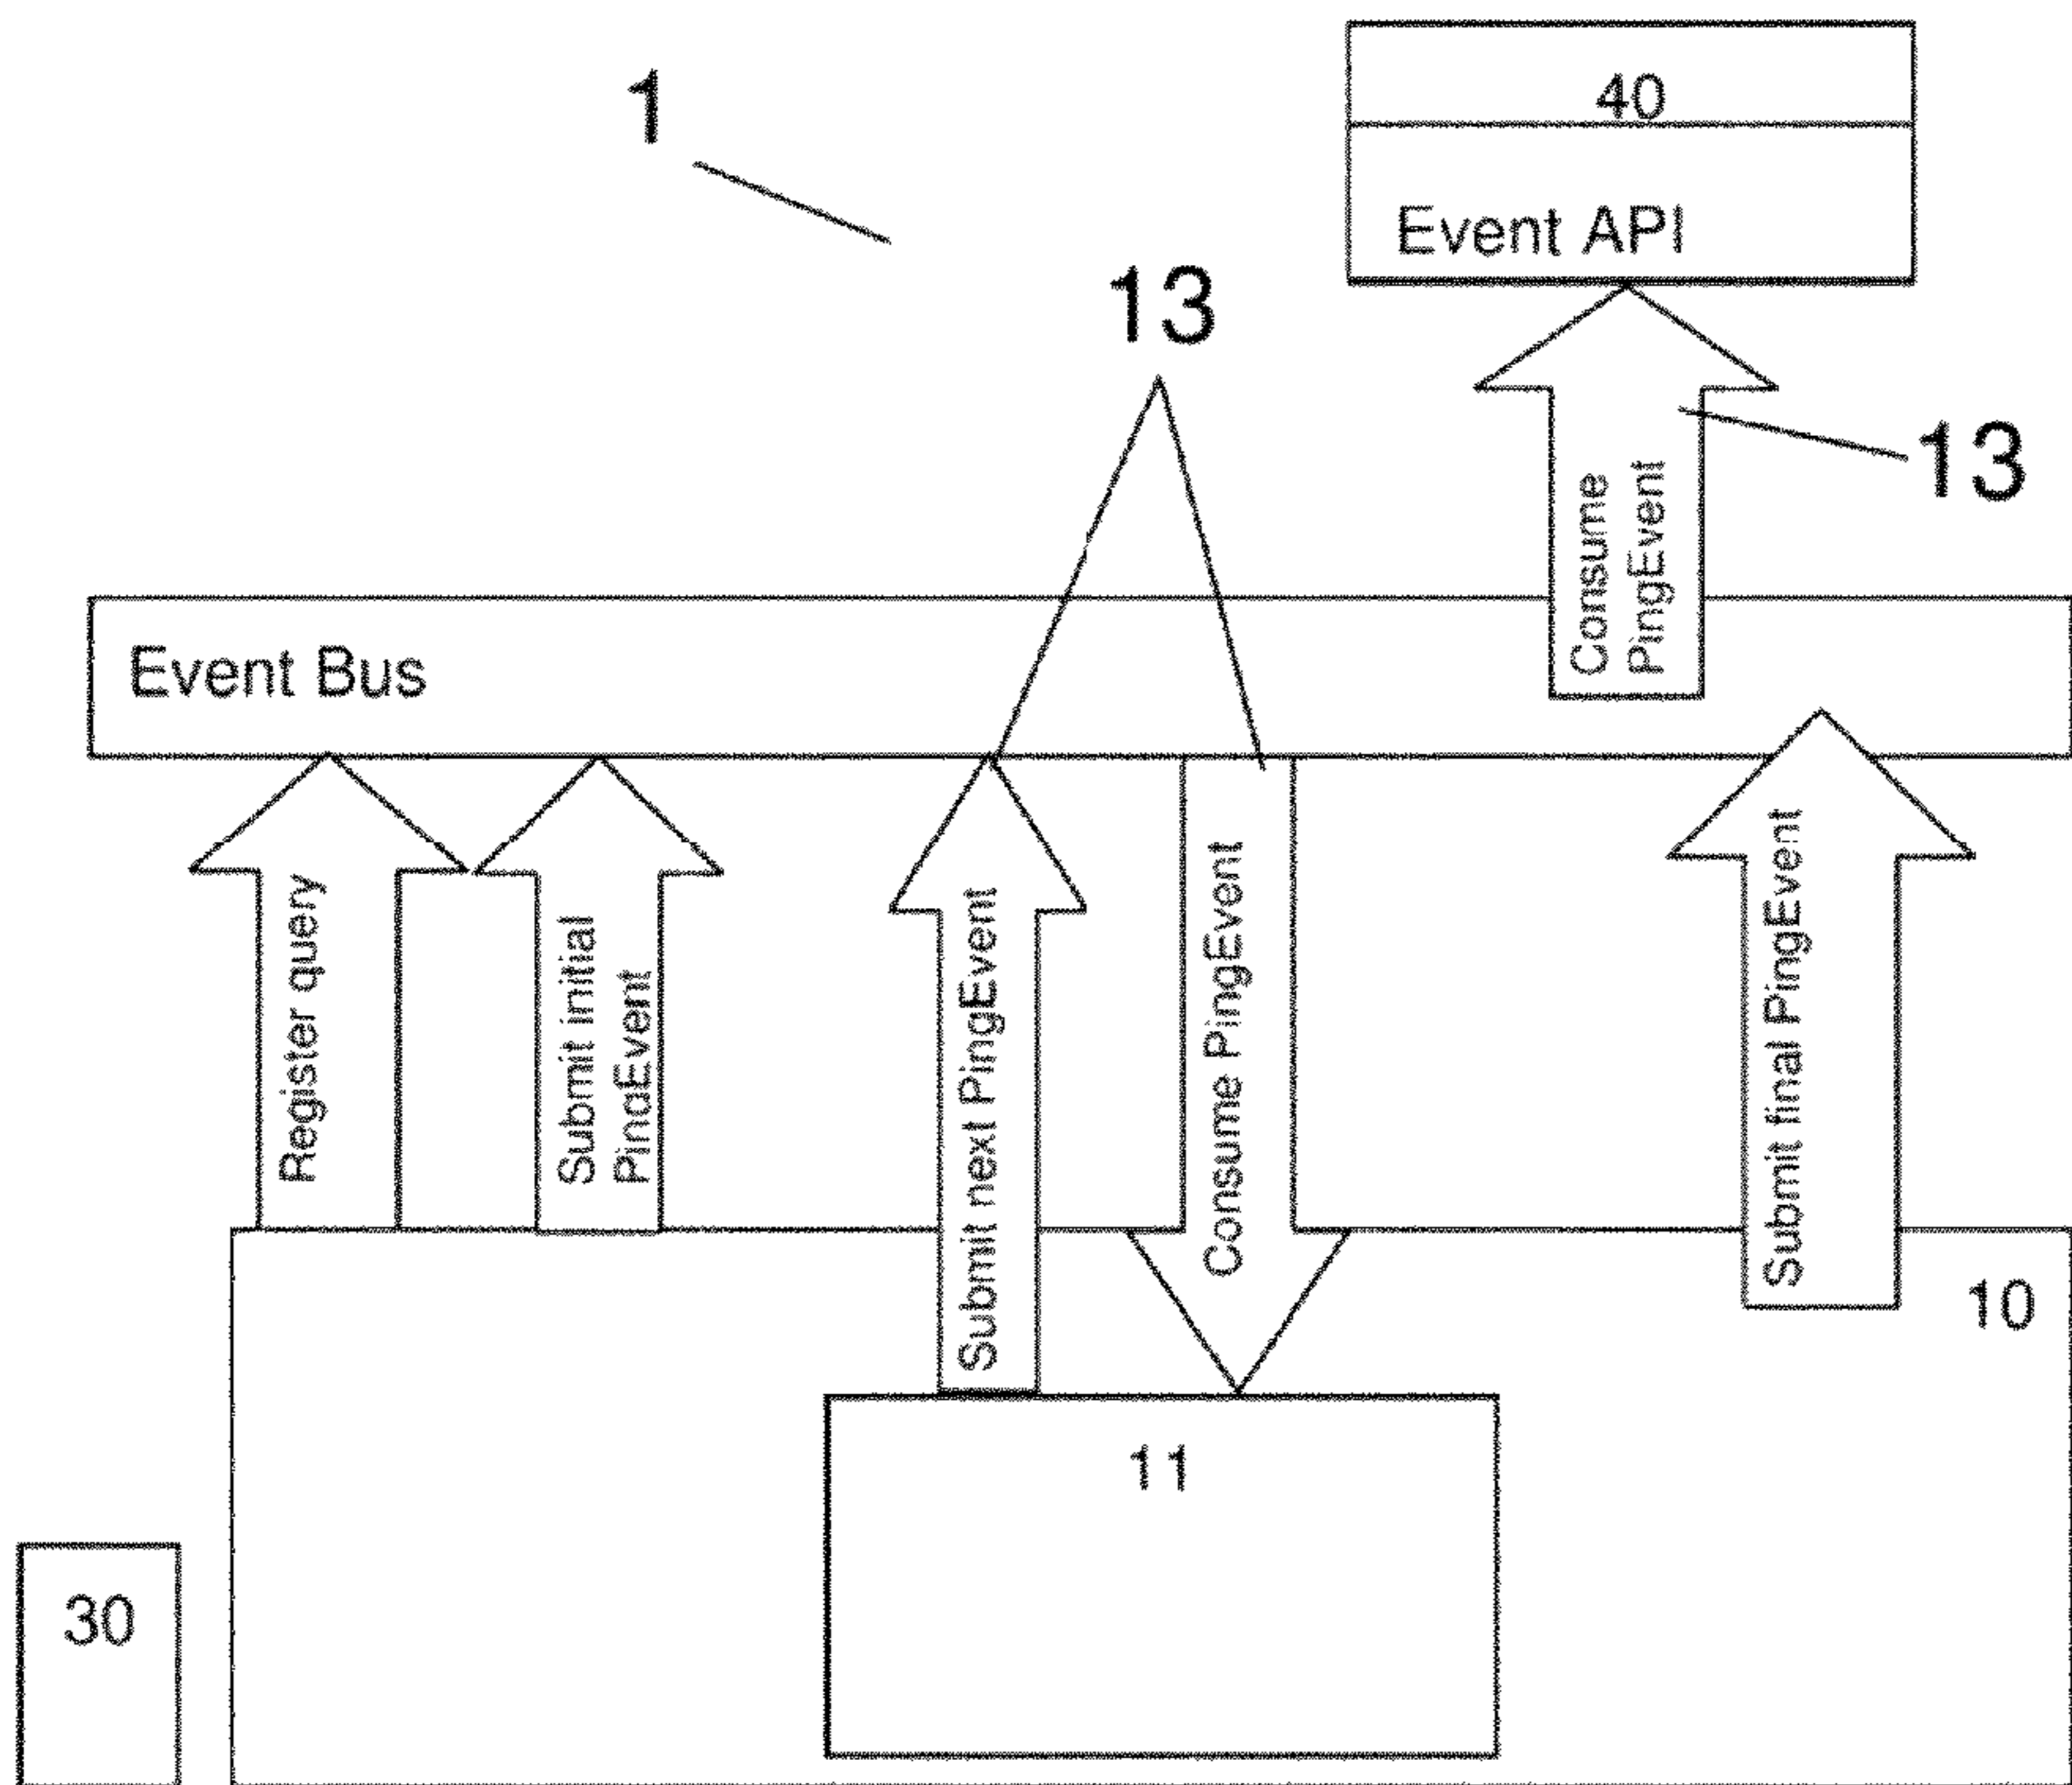 1
40
Event API
13
13
Consume
PingEvent
Event Bus
Register query
Submit initial
PingEvent
Submit next PingEvent
Consume PingEvent
Submit final PingEvent
10
11
30